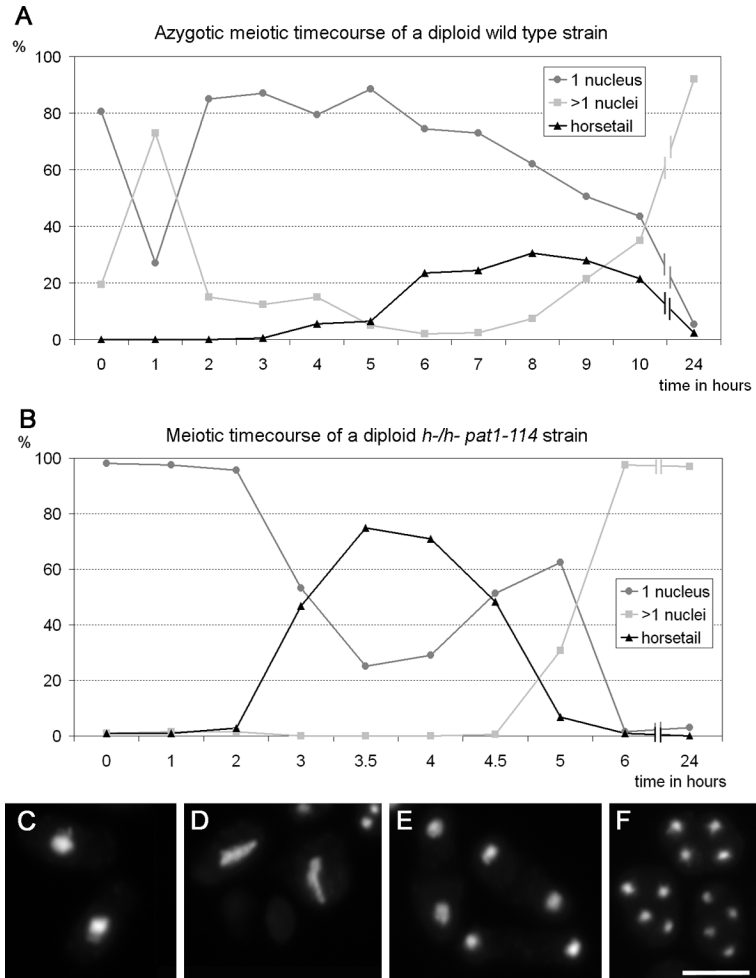 A
Azygotic meiotic timecourse of a diploid wild type strain
%
100
80
60
40
20
0
1 nucleus
>1 nuclei
horsetail
0 1 2 3 4 5 6 7 8 9 10 24
time in hours
B
Meiotic timecourse of a diploid h-/h- pat1-114 strain
%
100
80
60
40
20
0
1 nucleus
>1 nuclei
horsetail
0 1 2 3 3.5 4 4.5 5 6 24
time in hours
C D E F